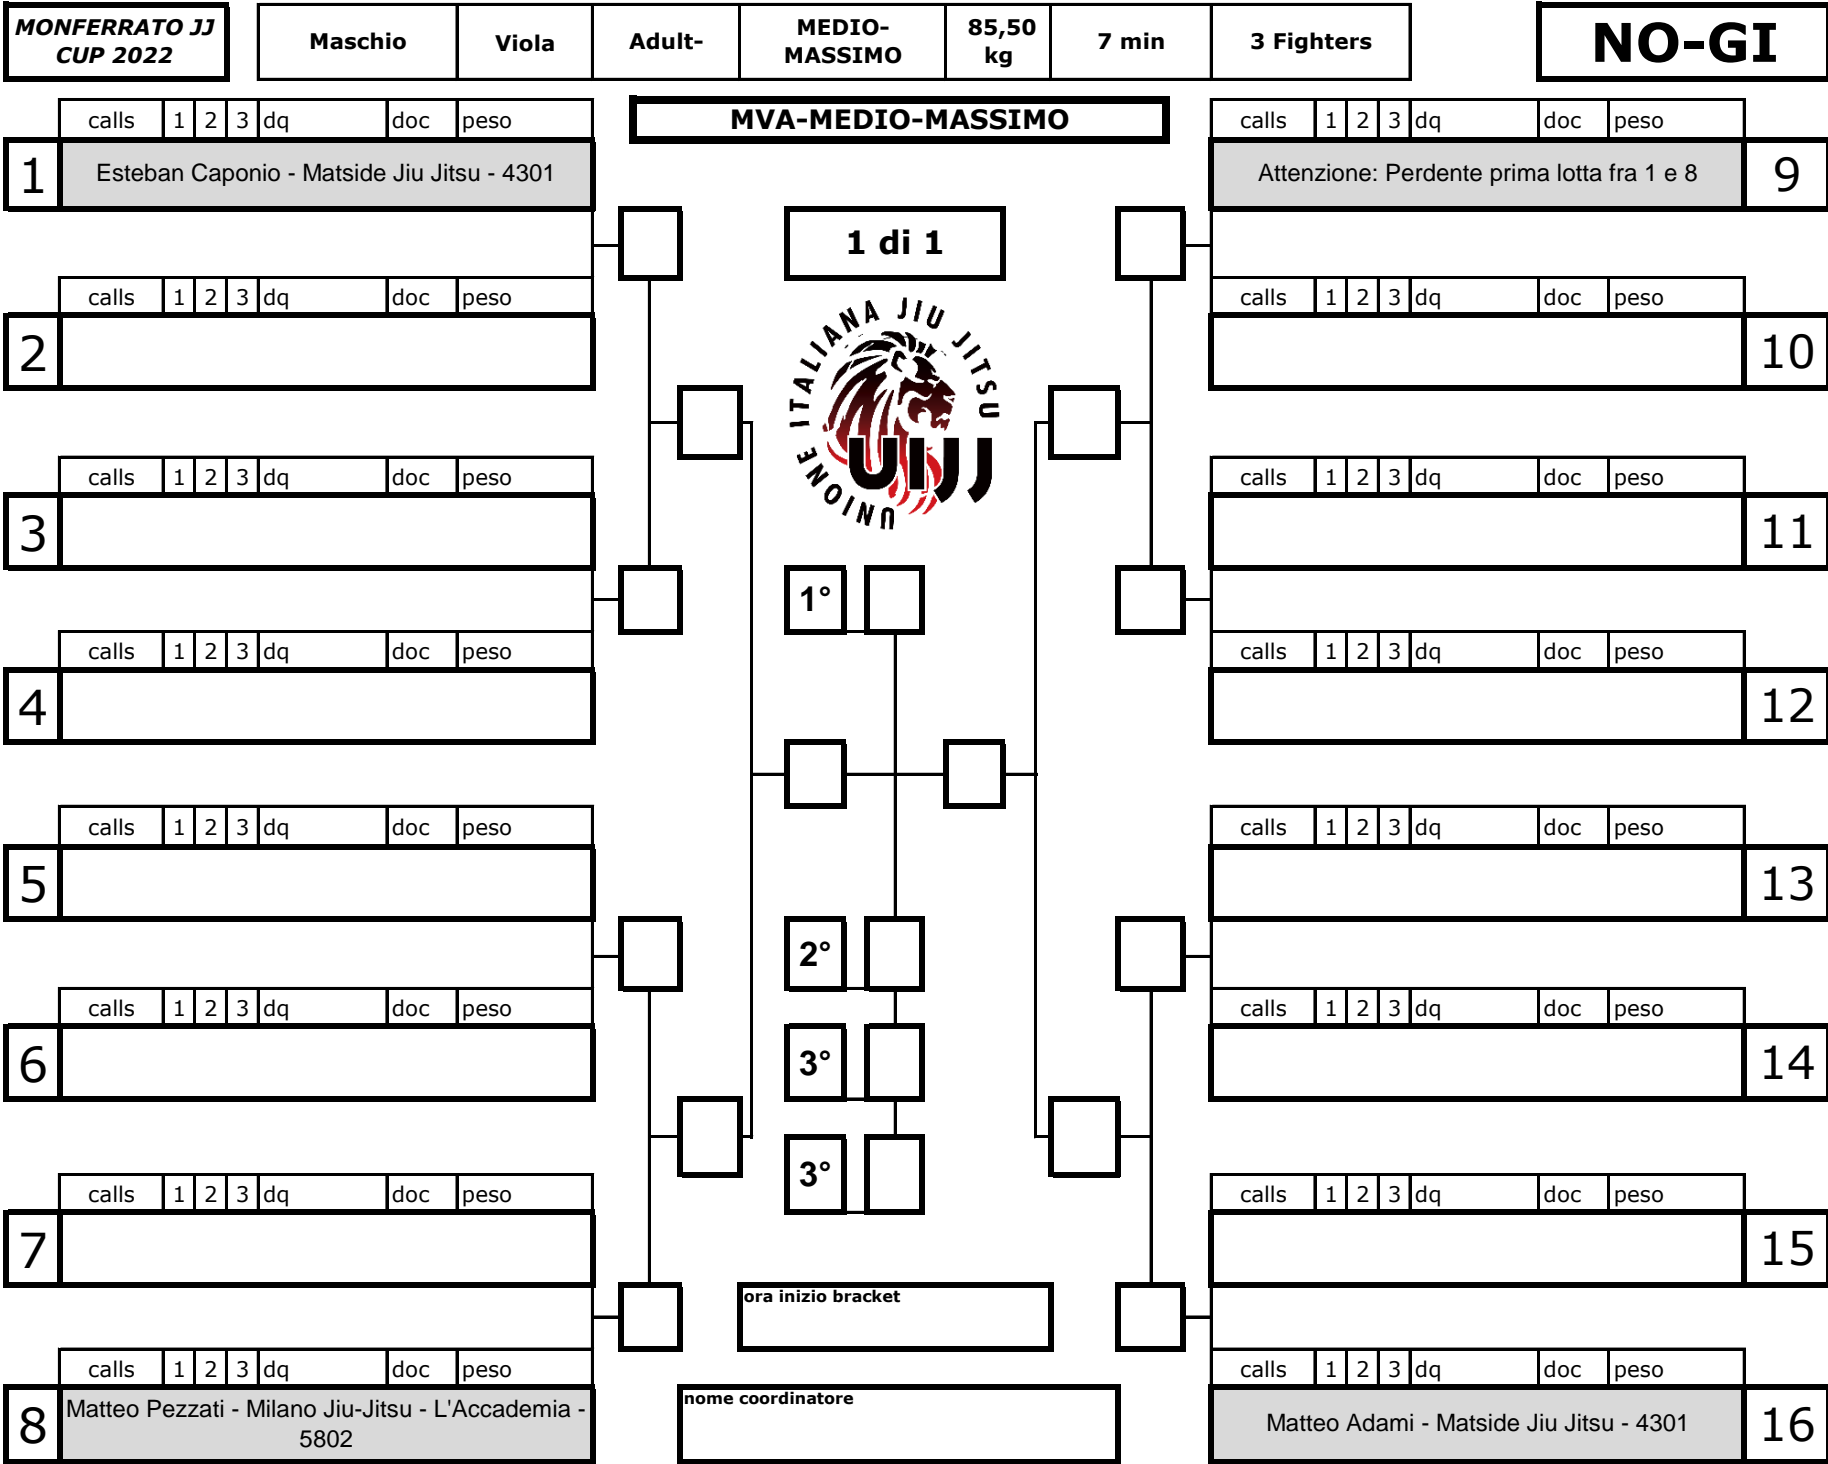 MONFERRATO JJ
CUP 2022
Maschio
Viola
Adult-
MEDIO-
MASSIMO
85,50
kg
7 min
3 Fighters
NO-GI
MVA-MEDIO-MASSIMO
calls 1 2 3 dq doc peso
1 Esteban Caponio - Matside Jiu Jitsu - 4301
calls 1 2 3 dq doc peso
2
calls 1 2 3 dq doc peso
3
calls 1 2 3 dq doc peso
4
calls 1 2 3 dq doc peso
5
calls 1 2 3 dq doc peso
6
calls 1 2 3 dq doc peso
7
calls 1 2 3 dq doc peso
8 Matteo Pezzati - Milano Jiu-Jitsu - L'Accademia -
5802
1 di 1
UNIONE ITALIANA JIU JITSU
UIJJ
1°
2°
3°
3°
ora inizio bracket
nome coordinatore
calls 1 2 3 dq doc peso
Attenzione: Perdente prima lotta fra 1 e 8 9
calls 1 2 3 dq doc peso
10
calls 1 2 3 dq doc peso
11
calls 1 2 3 dq doc peso
12
calls 1 2 3 dq doc peso
13
calls 1 2 3 dq doc peso
14
calls 1 2 3 dq doc peso
15
calls 1 2 3 dq doc peso
Matteo Adami - Matside Jiu Jitsu - 4301 16